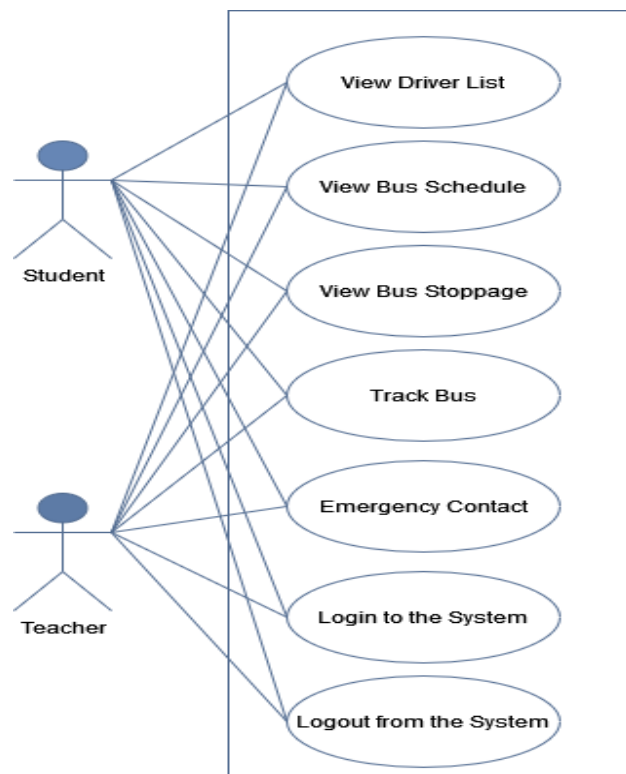 View Driver List
View Bus Schedule
Student
View Bus Stoppage
Track Bus
Emergency Contact
Teacher
Login to the System
Logout from the System